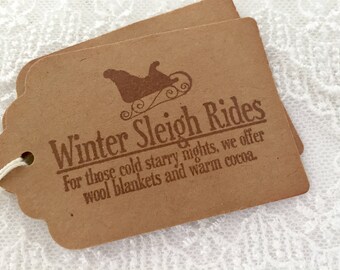 Winter Sleigh Rides
For those cold starry nights, we offer
wool blankets and warm cocoa.